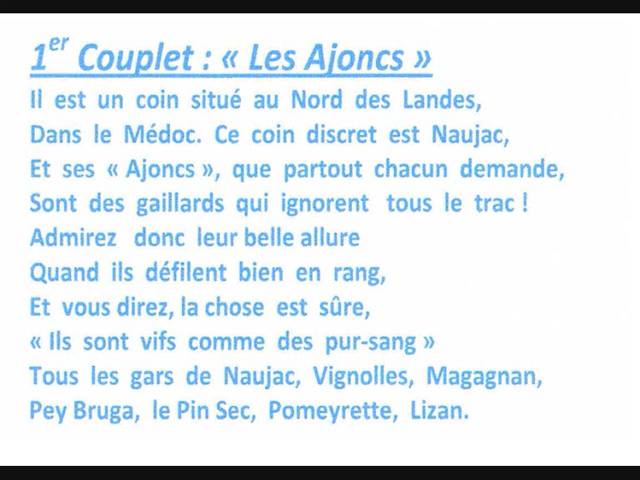 1er Couplet : « Les Ajoncs »
Il est un coin situé au Nord des Landes,
Dans le Médoc. Ce coin discret est Naujac,
Et ses « Ajoncs », que partout chacun demande,
Sont des gaillards qui ignorent tous le trac !
Admirez donc leur belle allure
Quand ils défilent bien en rang,
Et vous direz, la chose est sûre,
« Ils sont vifs comme des pur-sang »
Tous les gars de Naujac, Vignolles, Magagnan,
Pey Bruga, le Pin Sec, Pomeyrette, Lizan.